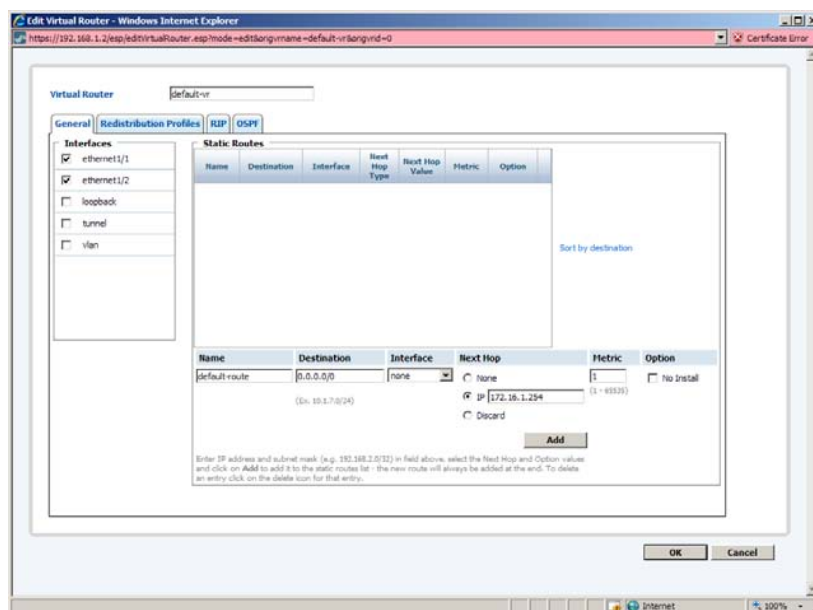 Edit Virtual Router - Windows Internet Explorer
https://192.168.1.2/esp/editVirtualRouter.esp?mode=edit&origvrname=default-vr&origvrid=0 Certificate Error
Virtual Router default-vr
General Redistribution Profiles RIP OSPF
Interfaces
ethernet1/1
ethernet1/2
loopback
tunnel
vlan
Static Routes
Name Destination Interface Next Hop Type Next Hop Value Metric Option
Sort by destination
Name Destination Interface Next Hop Metric Option
default-route 0.0.0.0/0 none None 1 No Install
(Ex. 10.1.7.0/24) IP 172.16.1.254 (1 - 65535)
Discard
Add
Enter IP address and subnet mask (e.g. 192.168.2.0/32) in field above, select the Next Hop and Option values
and click on Add to add it to the static routes list - the new route will always be added at the end. To delete
an entry click on the delete icon for that entry.
OK Cancel
Internet 100%